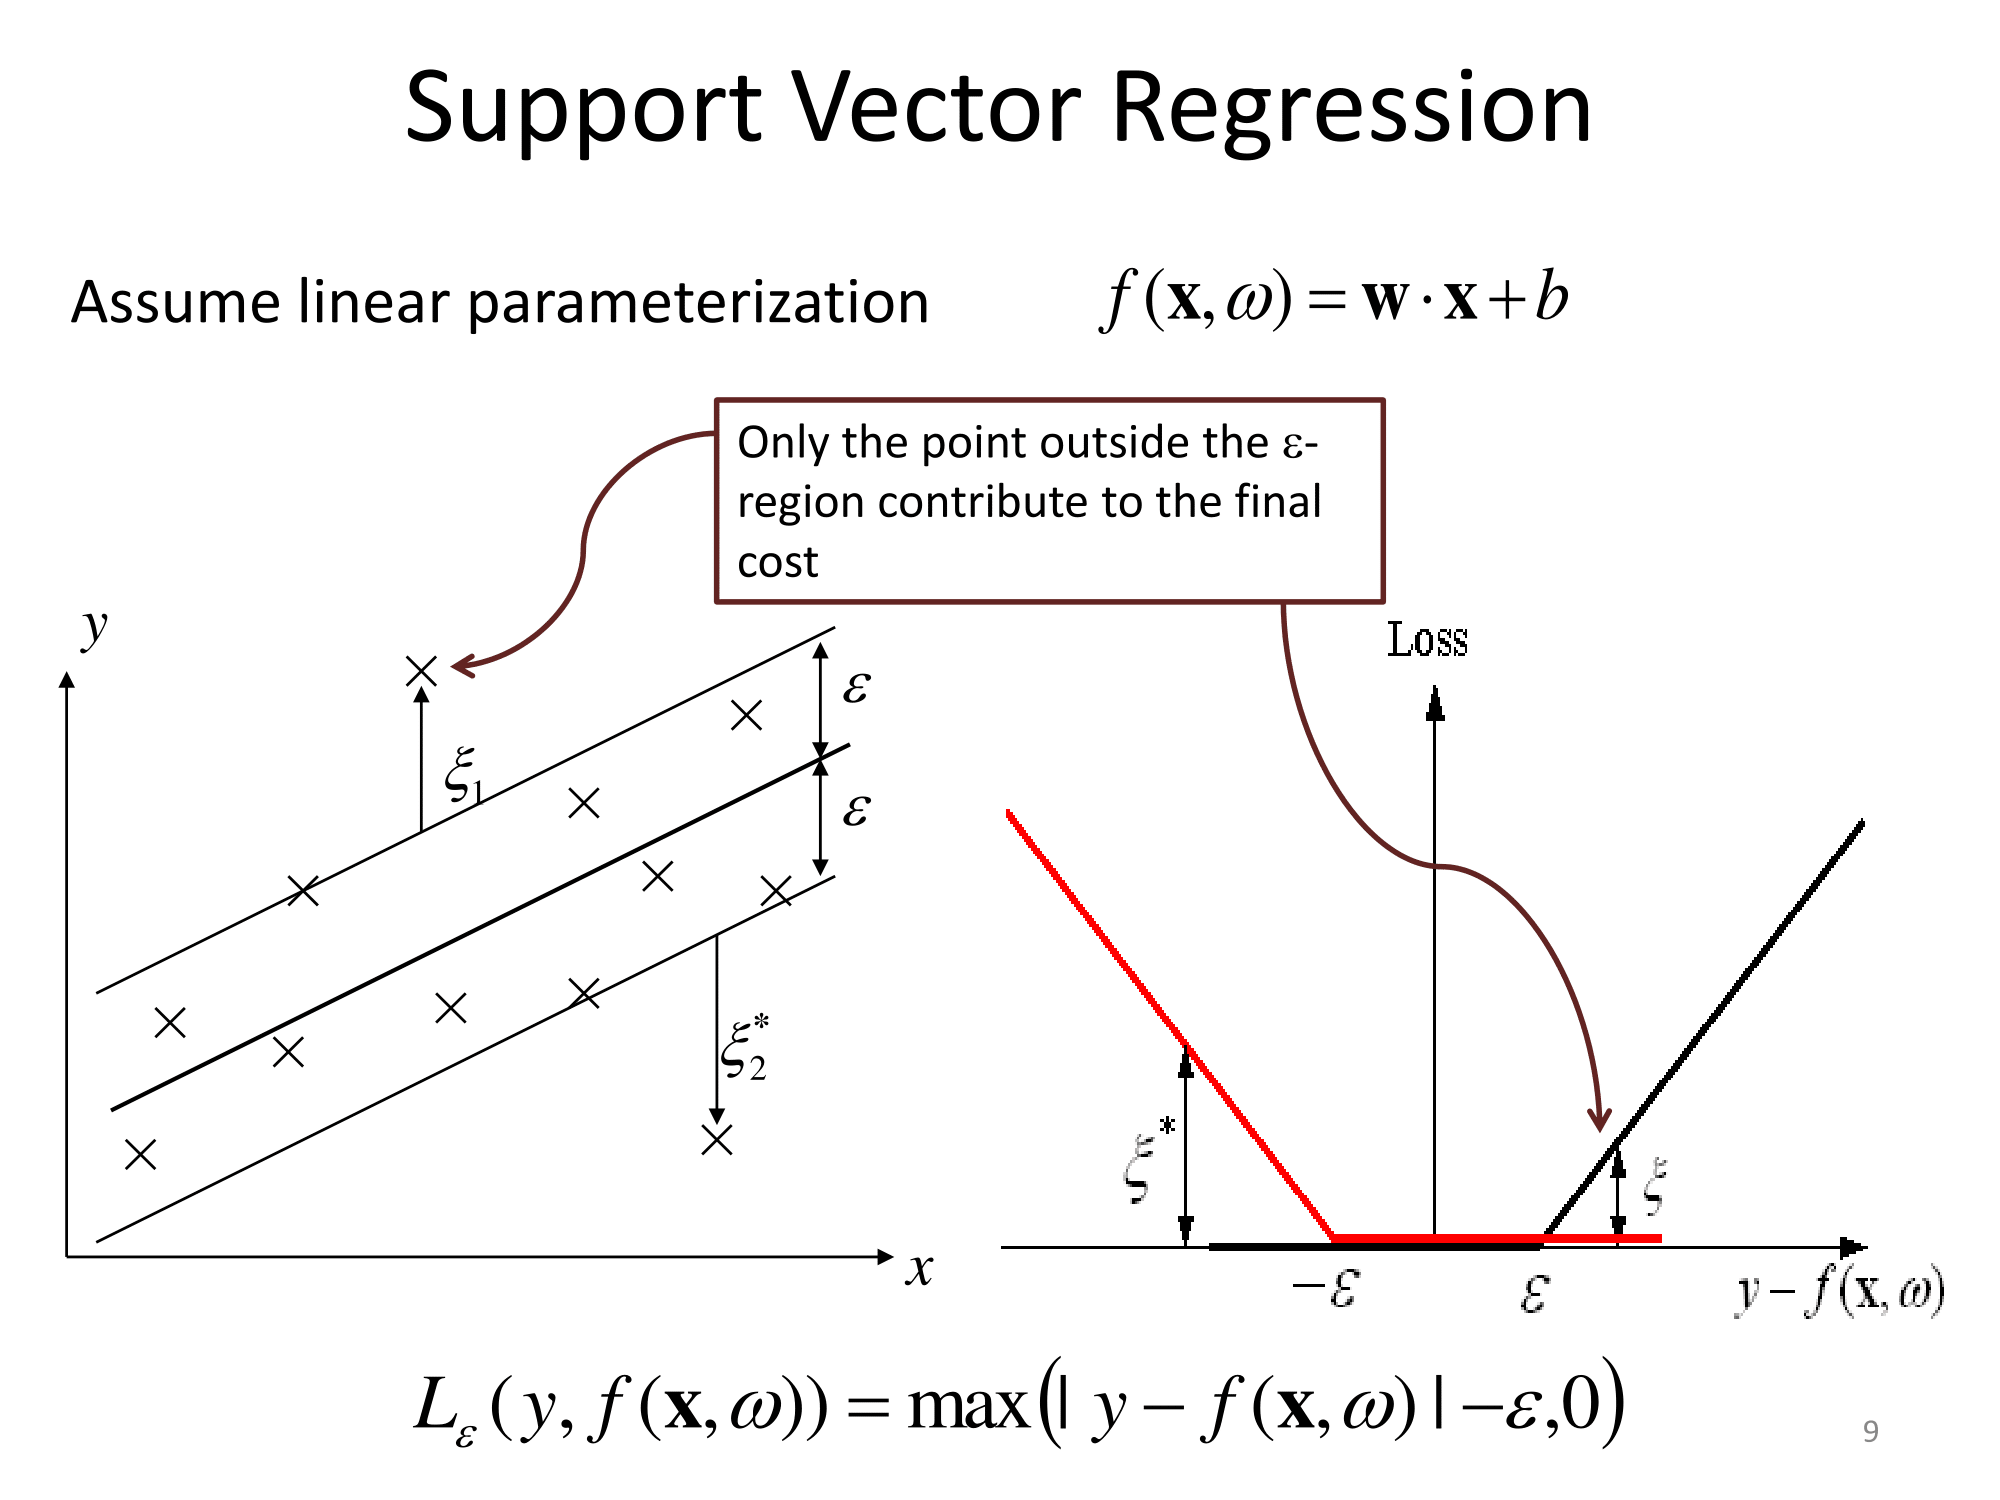 Support Vector Regression
Assume linear parameterization
f(x, ω) = w · x + b
Only the point outside the ε-
region contribute to the final
cost
y
ξ₁
ε
ε
ξ₂*
x
Loss
ξ*
ξ
−ε
ε
y − f(x, ω)
L_ε(y, f(x, ω)) = max(| y − f(x, ω) | −ε,0)
9